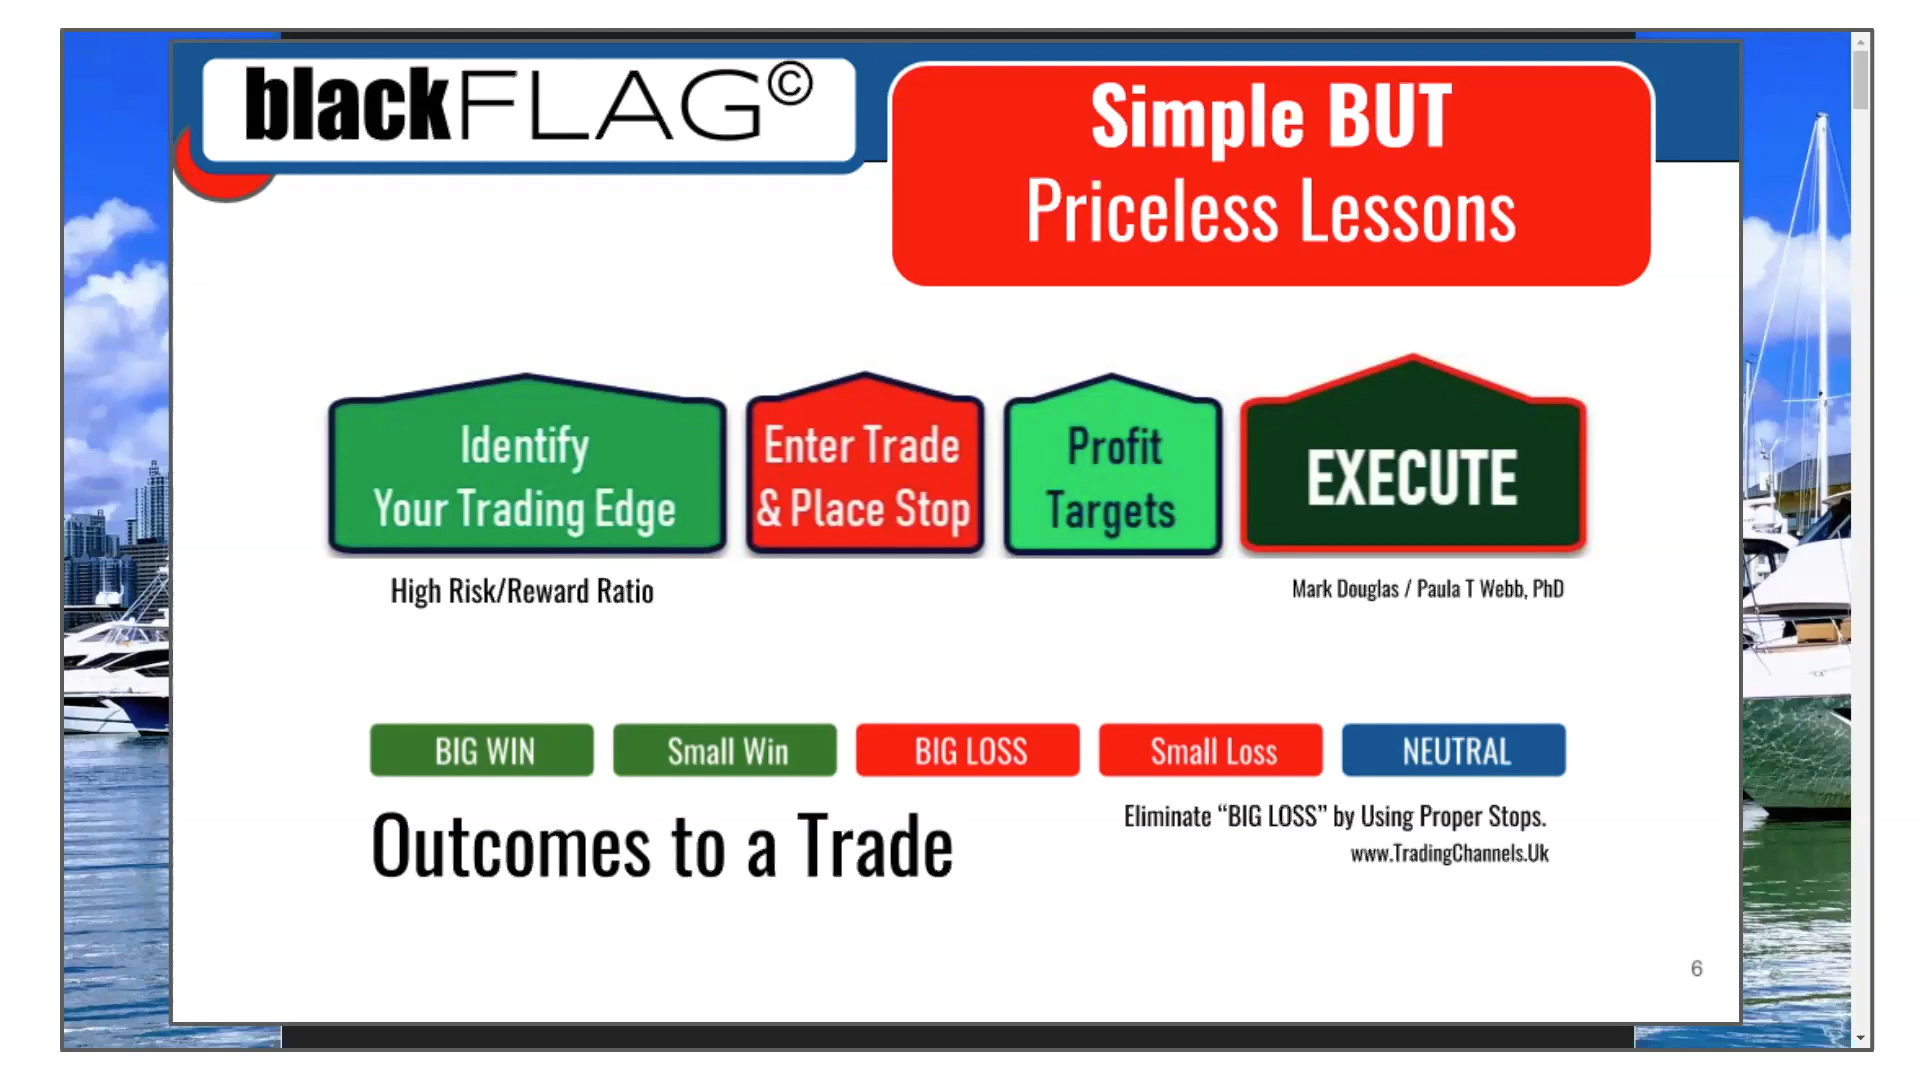 blackFLAG©
Simple BUT
Priceless Lessons
Identify
Your Trading Edge
Enter Trade
& Place Stop
Profit
Targets
EXECUTE
High Risk/Reward Ratio
Mark Douglas / Paula T Webb, PhD
BIG WIN
Small Win
BIG LOSS
Small Loss
NEUTRAL
Outcomes to a Trade
Eliminate “BIG LOSS” by Using Proper Stops.
www.TradingChannels.Uk
6